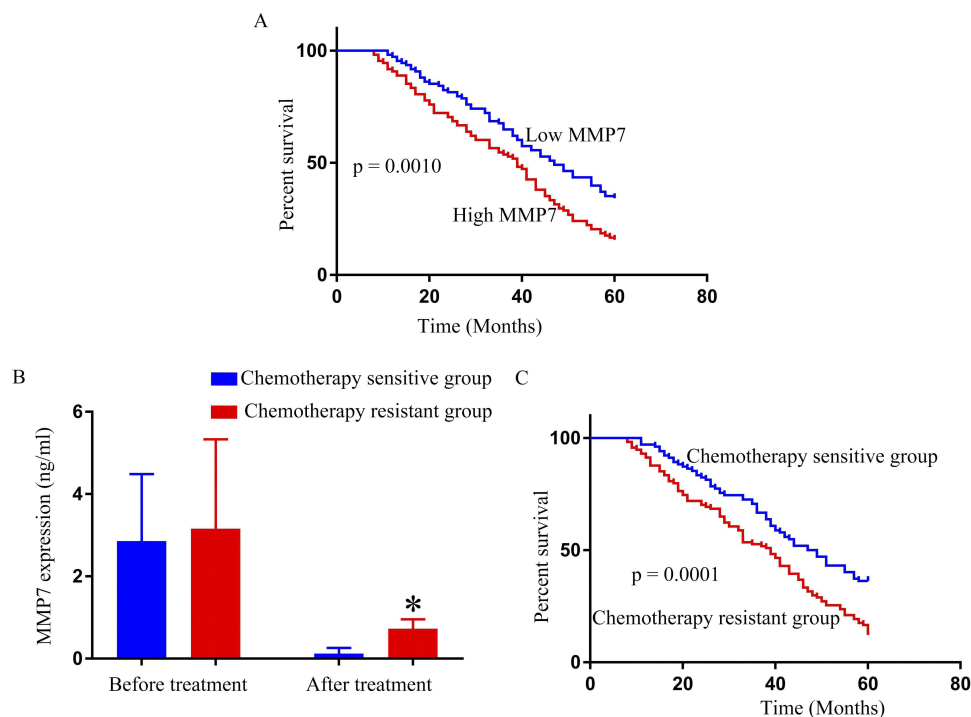 A
Percent survival
100
50
0
Low MMP7
p = 0.0010
High MMP7
0 20 40 60 80
Time (Months)
B
Chemotherapy sensitive group
Chemotherapy resistant group
MMP7 expression (ng/ml)
6
4
2
0
*
Before treatment After treatment
C
Percent survival
100
50
0
Chemotherapy sensitive group
p = 0.0001
Chemotherapy resistant group
0 20 40 60 80
Time (Months)